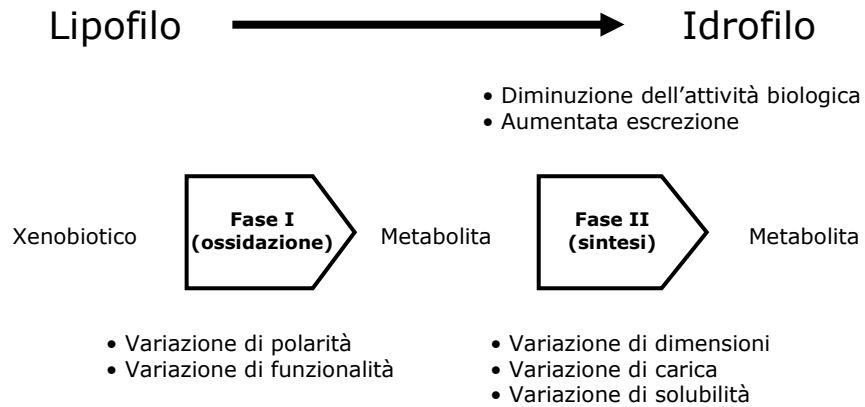 Lipofilo
Idrofilo
• Diminuzione dell'attività biologica
• Aumentata escrezione
Xenobiotico
Fase I
(ossidazione)
Metabolita
Fase II
(sintesi)
Metabolita
• Variazione di polarità
• Variazione di funzionalità
• Variazione di dimensioni
• Variazione di carica
• Variazione di solubilità